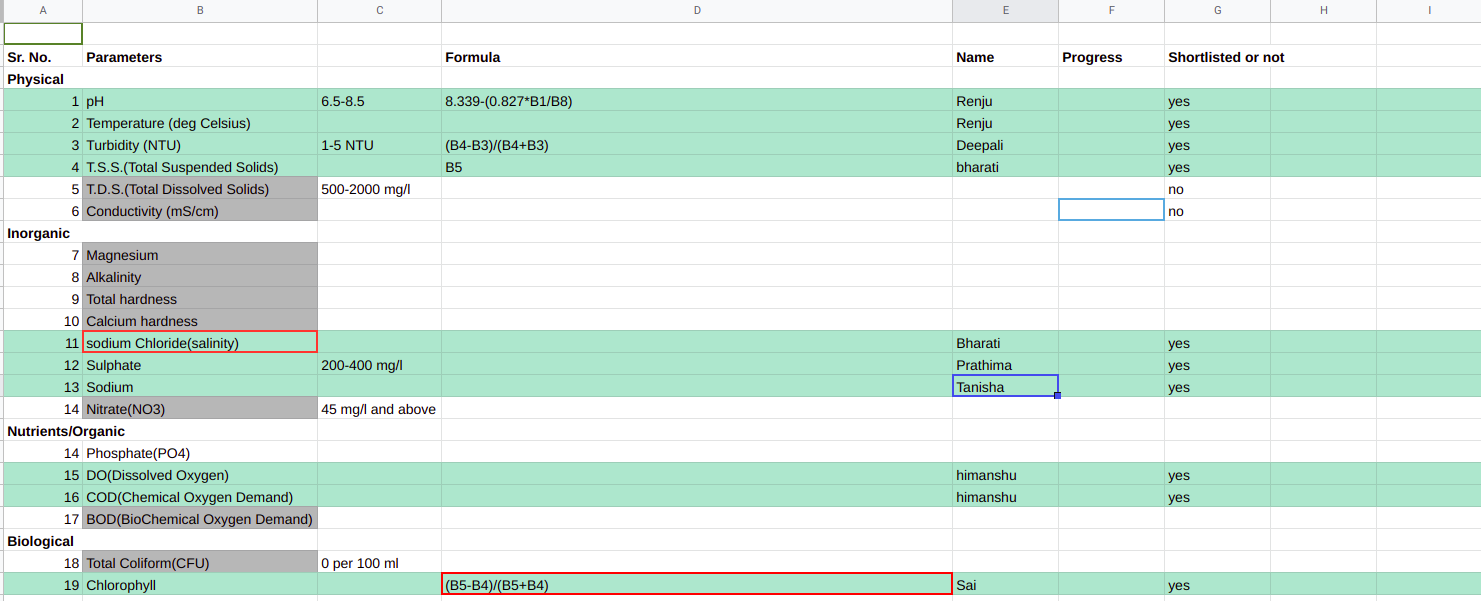 A B C D E F G H I
Sr. No. Parameters Formula Name Progress Shortlisted or not
Physical
1 pH 6.5-8.5 8.339-(0.827*B1/B8) Renju yes
2 Temperature (deg Celsius) Renju yes
3 Turbidity (NTU) 1-5 NTU (B4-B3)/(B4+B3) Deepali yes
4 T.S.S.(Total Suspended Solids) B5 bharati yes
5 T.D.S.(Total Dissolved Solids) 500-2000 mg/l no
6 Conductivity (mS/cm) no
Inorganic
7 Magnesium
8 Alkalinity
9 Total hardness
10 Calcium hardness
11 sodium Chloride(salinity) Bharati yes
12 Sulphate 200-400 mg/l Prathima yes
13 Sodium Tanisha yes
14 Nitrate(NO3) 45 mg/l and above
Nutrients/Organic
14 Phosphate(PO4)
15 DO(Dissolved Oxygen) himanshu yes
16 COD(Chemical Oxygen Demand) himanshu yes
17 BOD(BioChemical Oxygen Demand)
Biological
18 Total Coliform(CFU) 0 per 100 ml
19 Chlorophyll (B5-B4)/(B5+B4) Sai yes